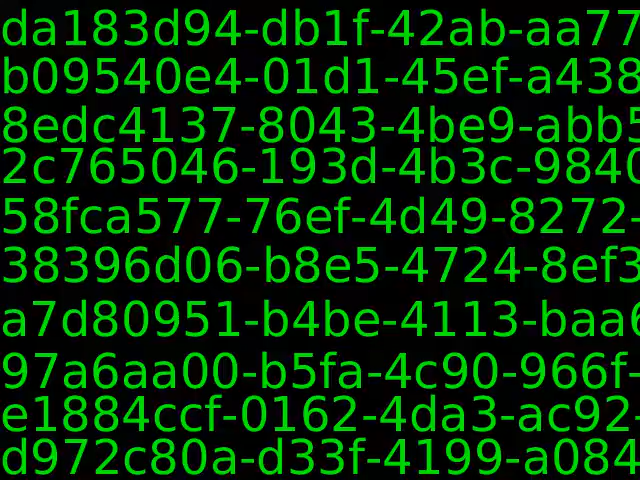 da183d94-db1f-42ab-aa77
b09540e4-01d1-45ef-a438
8edc4137-8043-4be9-abb5
2c765046-193d-4b3c-9840
58fca577-76ef-4d49-8272-
38396d06-b8e5-4724-8ef3
a7d80951-b4be-4113-baa6
97a6aa00-b5fa-4c90-966f-
e1884ccf-0162-4da3-ac92-
d972c80a-d33f-4199-a084